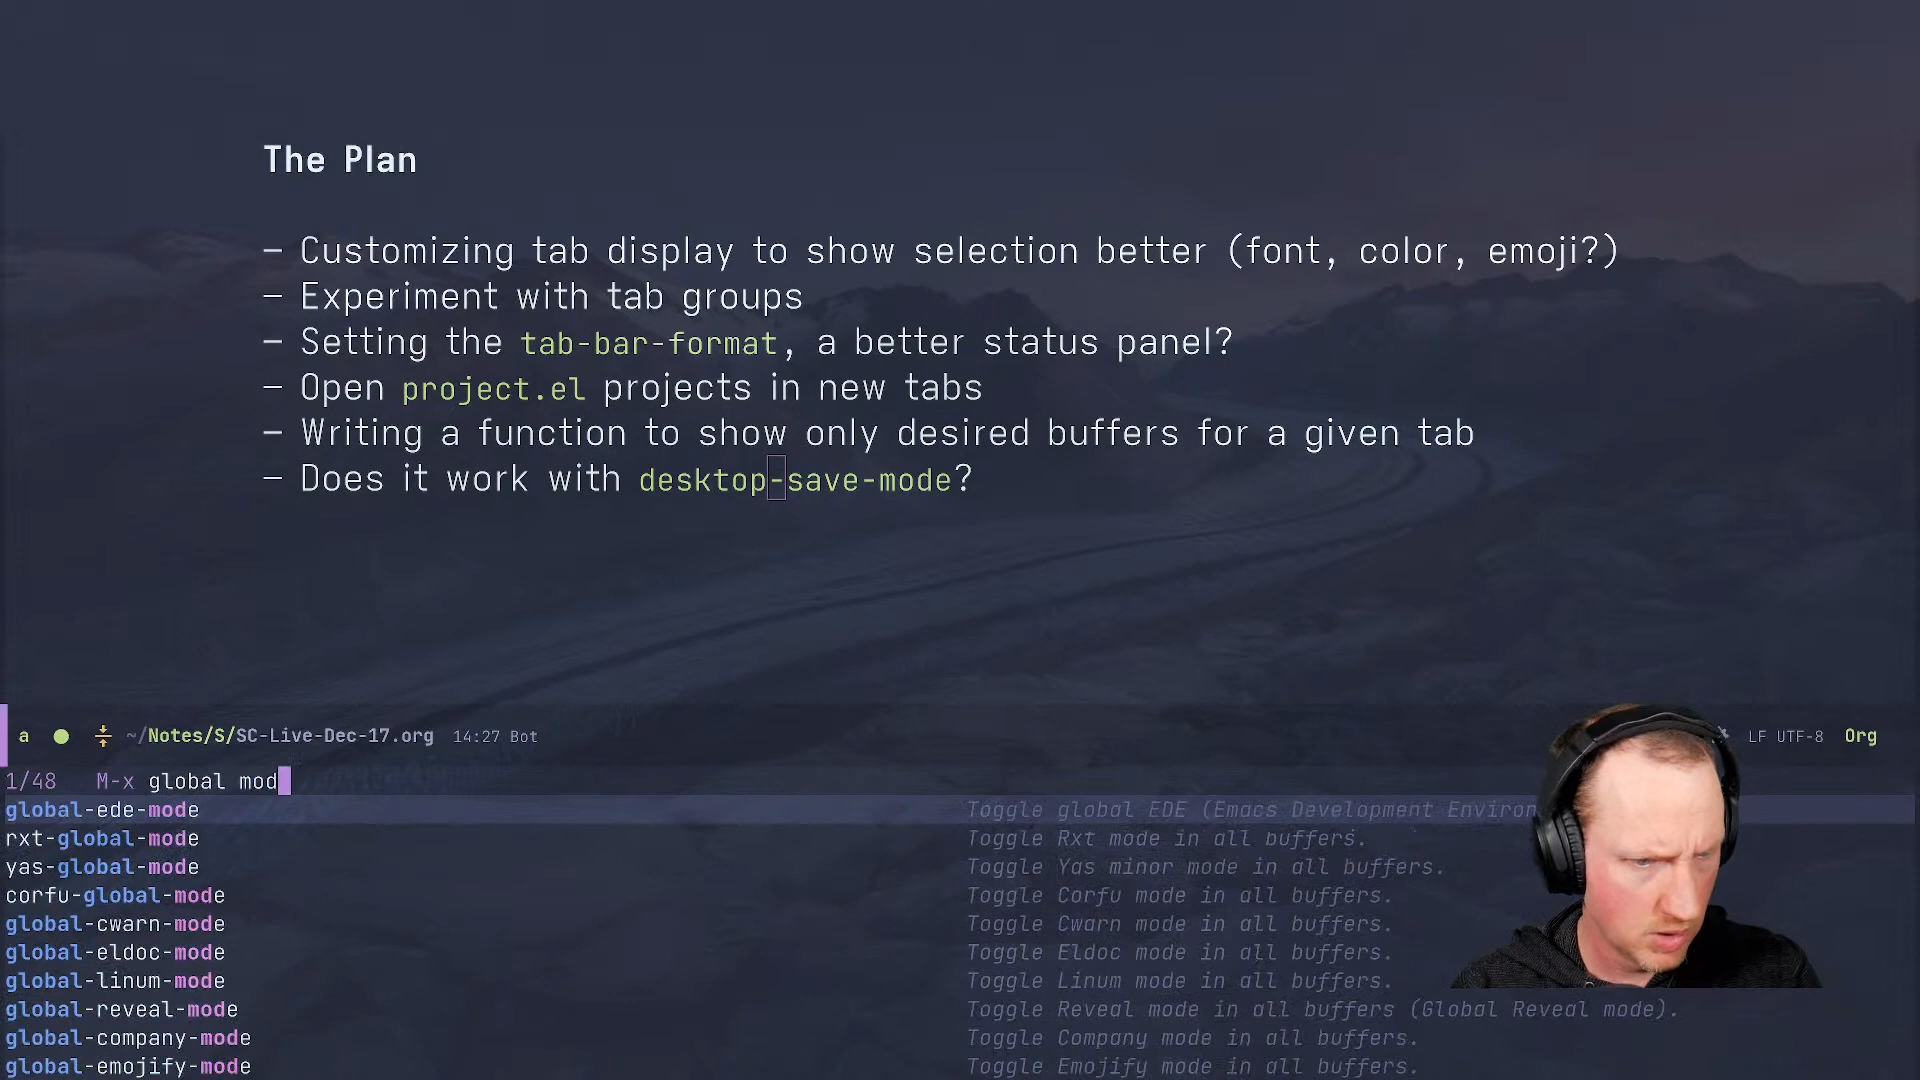 The Plan
— Customizing tab display to show selection better (font, color, emoji?)
— Experiment with tab groups
— Setting the tab-bar-format, a better status panel?
— Open project.el projects in new tabs
— Writing a function to show only desired buffers for a given tab
— Does it work with desktop-save-mode?
a ~/Notes/S/SC-Live-Dec-17.org 14:27 Bot LF UTF-8 Org
1/48 M-x global mod
global-ede-mode Toggle global EDE (Emacs Development Environ
rxt-global-mode Toggle Rxt mode in all buffers.
yas-global-mode Toggle Yas minor mode in all buffers.
corfu-global-mode Toggle Corfu mode in all buffers.
global-cwarn-mode Toggle Cwarn mode in all buffers.
global-eldoc-mode Toggle Eldoc mode in all buffers.
global-linum-mode Toggle Linum mode in all buffers.
global-reveal-mode Toggle Reveal mode in all buffers (Global Reveal mode).
global-company-mode Toggle Company mode in all buffers.
global-emojify-mode Toggle Emojify mode in all buffers.